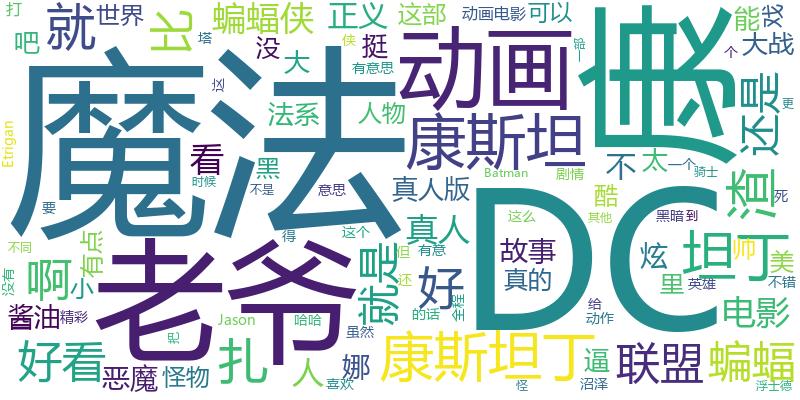 打
吧
就
世界
比
蝙蝠侠
正义
这部
动画电影
可以
能
戏
塔
这
没
大
侠
挺
有意思
动画
康
个
大战
更
还是
魔法
法系
人物
康斯坦
Etrigan
看
时候
黑
不是
意思
真人版
Batman
剧情
不
太
一个
骑士
渣
死
要
酷
这么
其他
黑暗
到
DC
不同
有点
老爷
得
这个
但
有意
真人
故事
炫
坦丁
帅
美
没有
啊
小
就是
还
好
真的
里
英雄
不错
酱油
精彩
Jason
哈哈
的话
全程
给
动作
电影
好看
扎
把
虽然
康斯坦丁
逼
联盟
蝙蝠
恶魔
怪物
人
喜欢
娜
怪
沼泽
浮士德